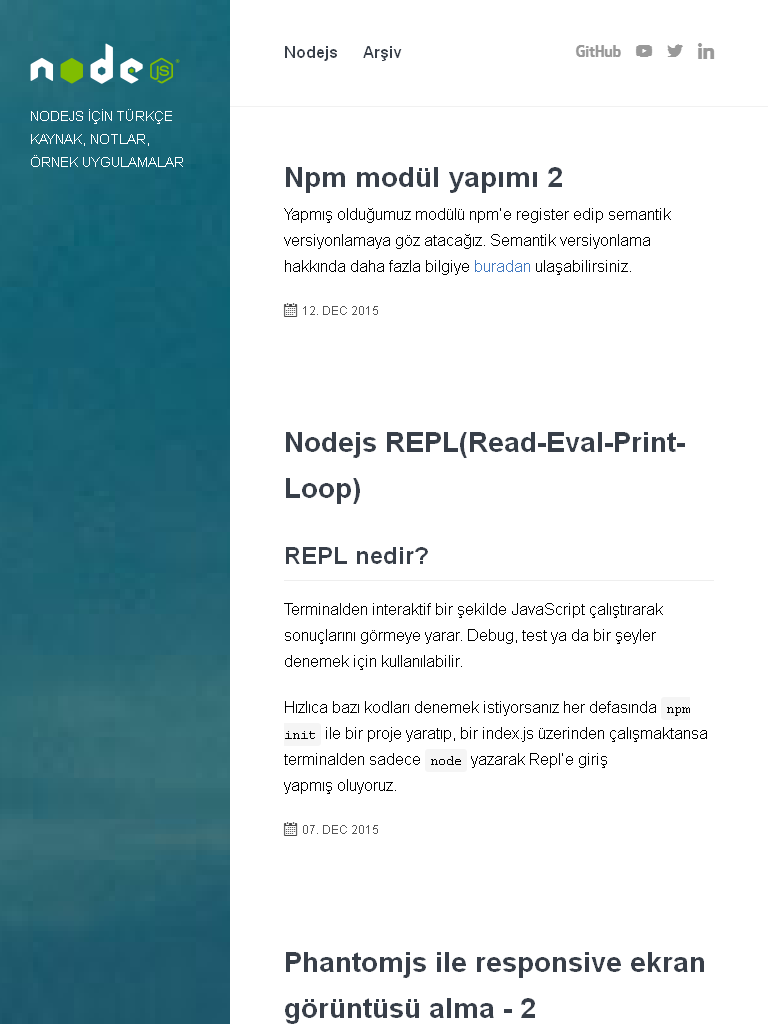 node JS
NODEJS İÇİN TÜRKÇE
KAYNAK, NOTLAR,
ÖRNEK UYGULAMALAR
Nodejs Arşiv GitHub
Npm modül yapımı 2
Yapmış olduğumuz modülü npm'e register edip semantik
versiyonlamaya göz atacağız. Semantik versiyonlama
hakkında daha fazla bilgiye buradan ulaşabilirsiniz.
12. DEC 2015
Nodejs REPL(Read-Eval-Print-
Loop)
REPL nedir?
Terminalden interaktif bir şekilde JavaScript çalıştırarak
sonuçlarını görmeye yarar. Debug, test ya da bir şeyler
denemek için kullanılabilir.
Hızlıca bazı kodları denemek istiyorsanız her defasında npm
init ile bir proje yaratıp, bir index.js üzerinden çalışmaktansa
terminalden sadece node yazarak Repl'e giriş
yapmış oluyoruz.
07. DEC 2015
Phantomjs ile responsive ekran
görüntüsü alma - 2